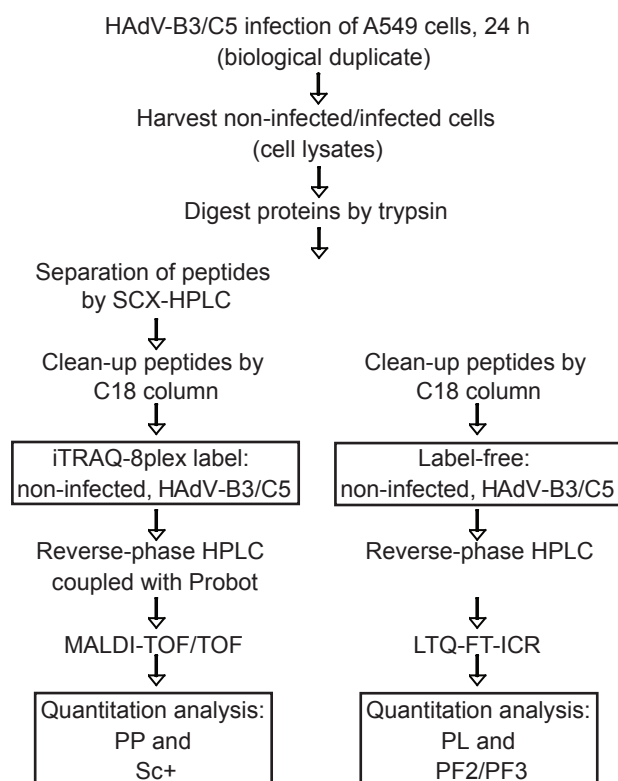 HAdV-B3/C5 infection of A549 cells, 24 h
(biological duplicate)
Harvest non-infected/infected cells
(cell lysates)
Digest proteins by trypsin
Separation of peptides
by SCX-HPLC
Clean-up peptides by
C18 column
iTRAQ-8plex label:
non-infected, HAdV-B3/C5
Reverse-phase HPLC
coupled with Probot
MALDI-TOF/TOF
Quantitation analysis:
PP and
Sc+
Clean-up peptides by
C18 column
Label-free:
non-infected, HAdV-B3/C5
Reverse-phase HPLC
LTQ-FT-ICR
Quantitation analysis:
PL and
PF2/PF3